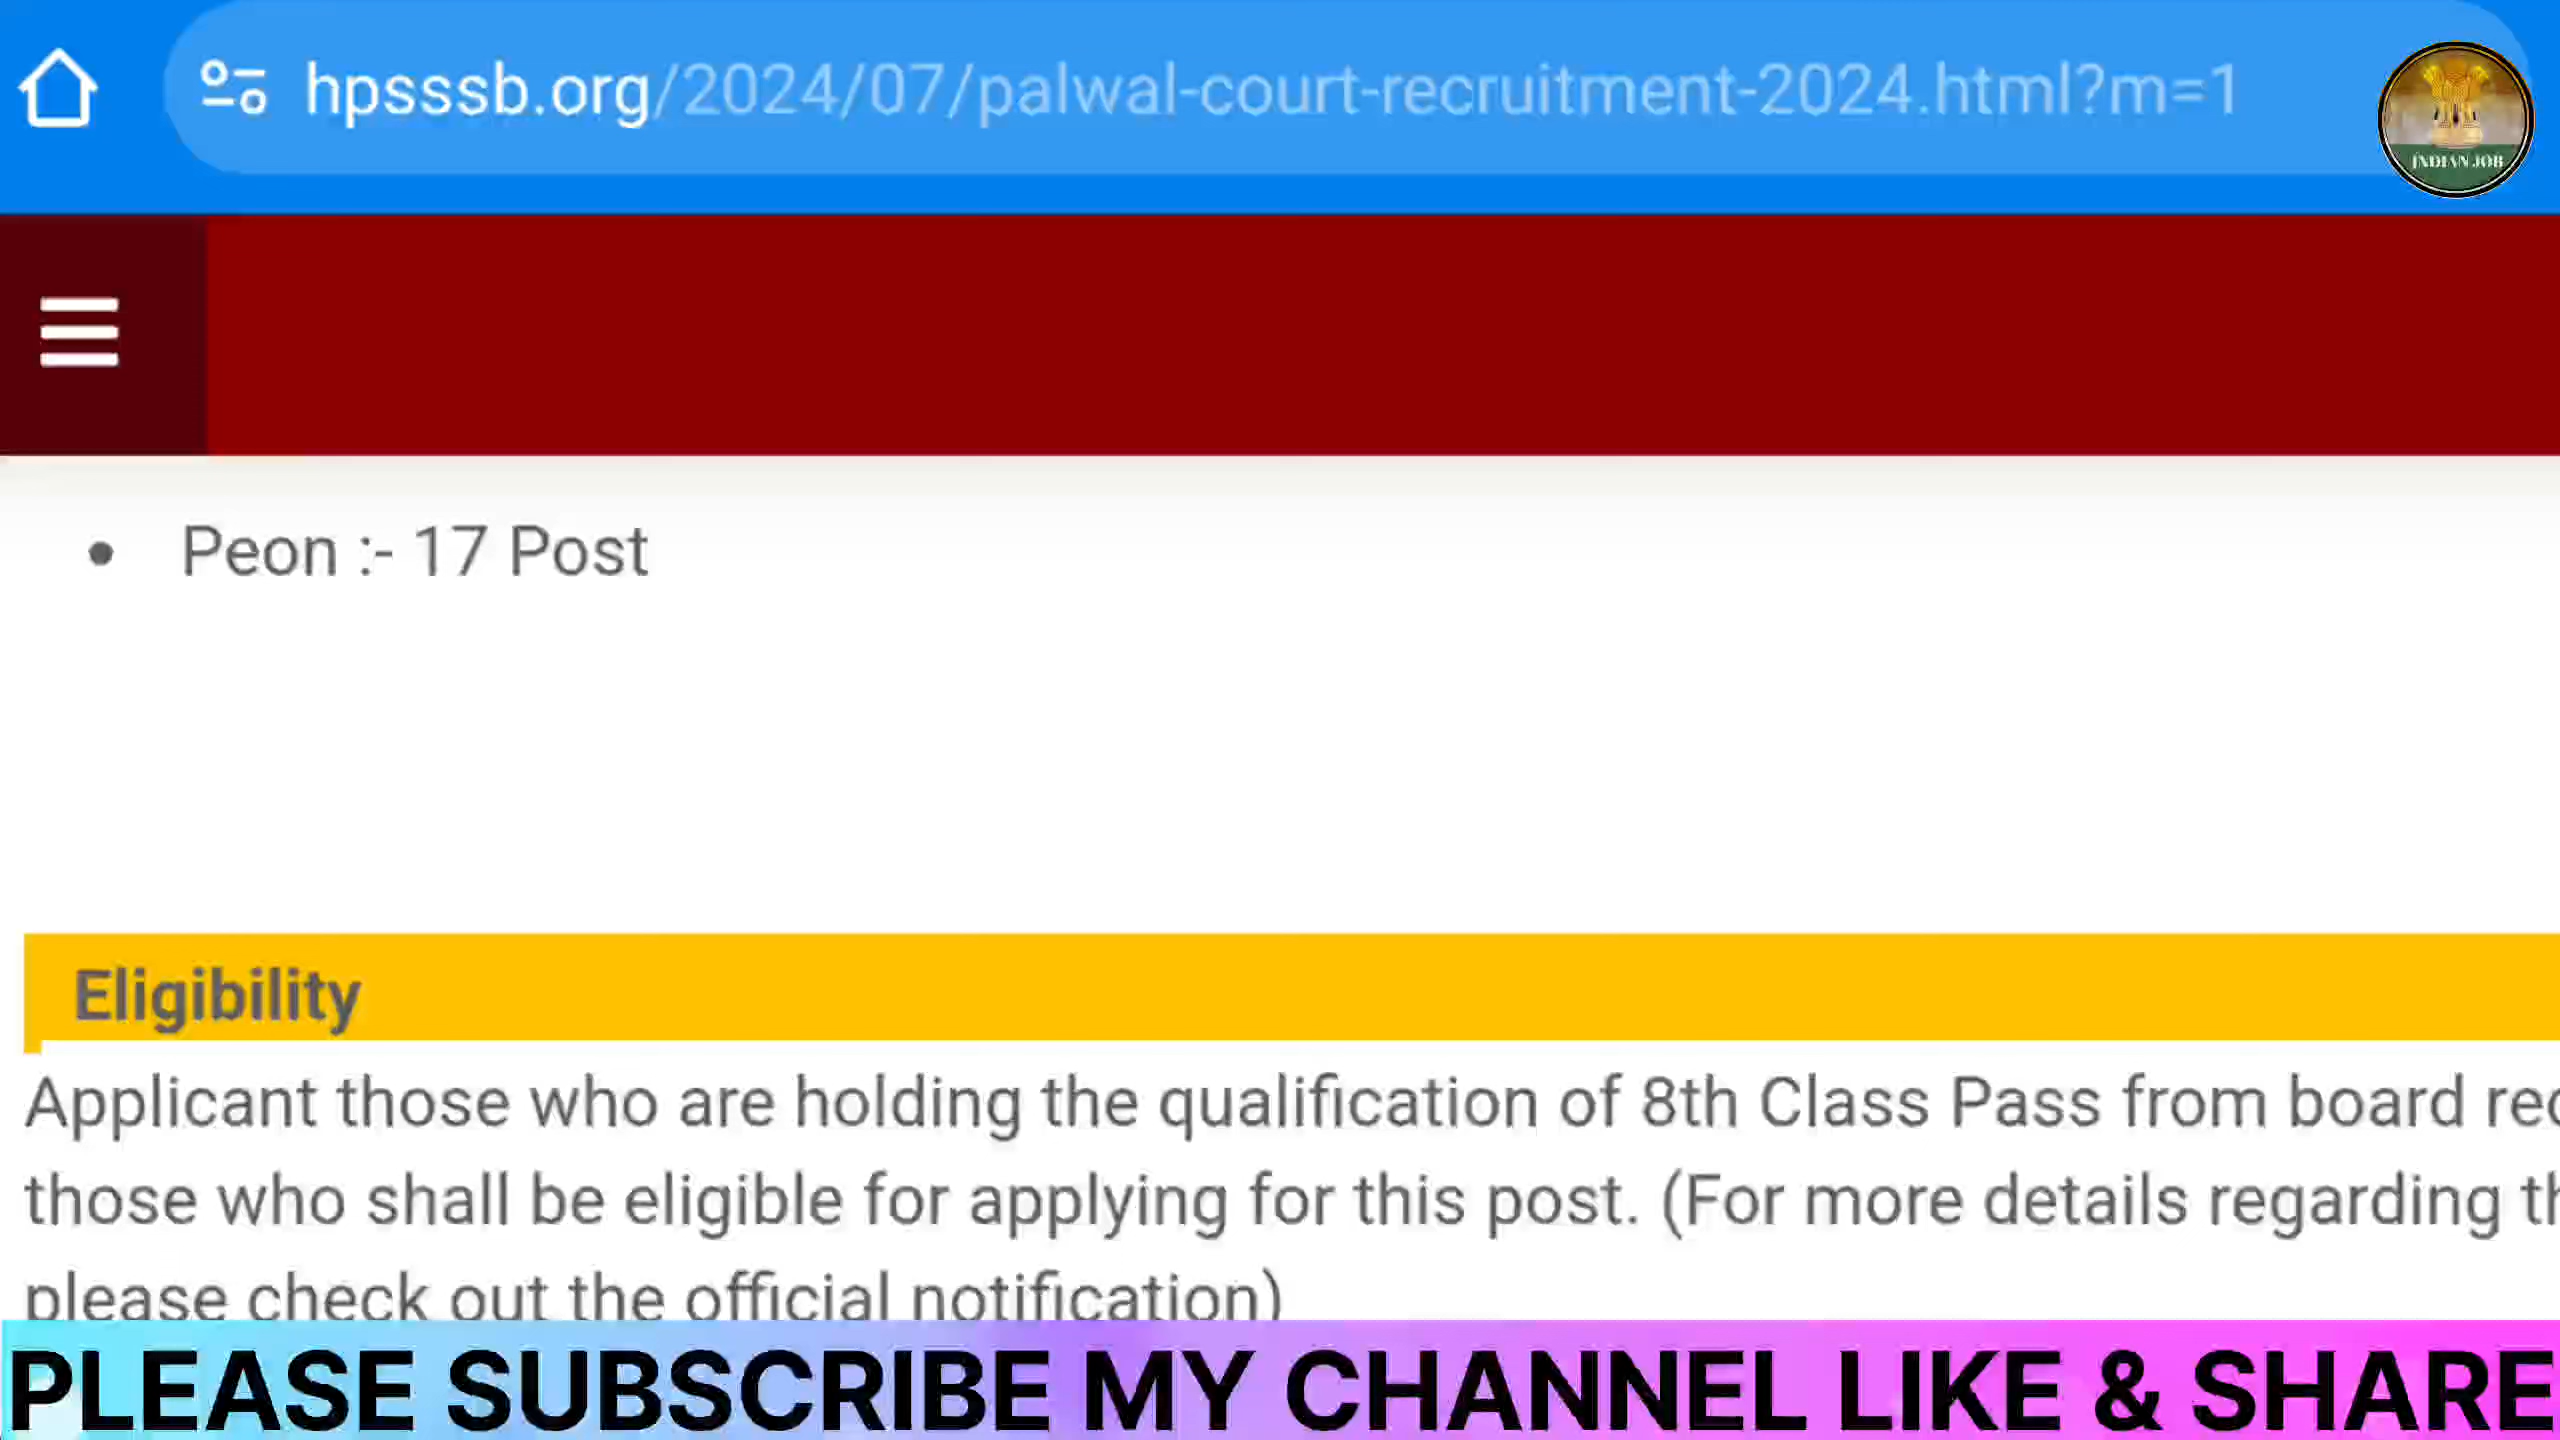 hpsssb.org/2024/07/palwal-court-recruitment-2024.html?m=1
INDIAN JOB
• Peon :- 17 Post
Eligibility
Applicant those who are holding the qualification of 8th Class Pass from board
those who shall be eligible for applying for this post. (For more details regarding
please check out the official notification)
PLEASE SUBSCRIBE MY CHANNEL LIKE & SHARE